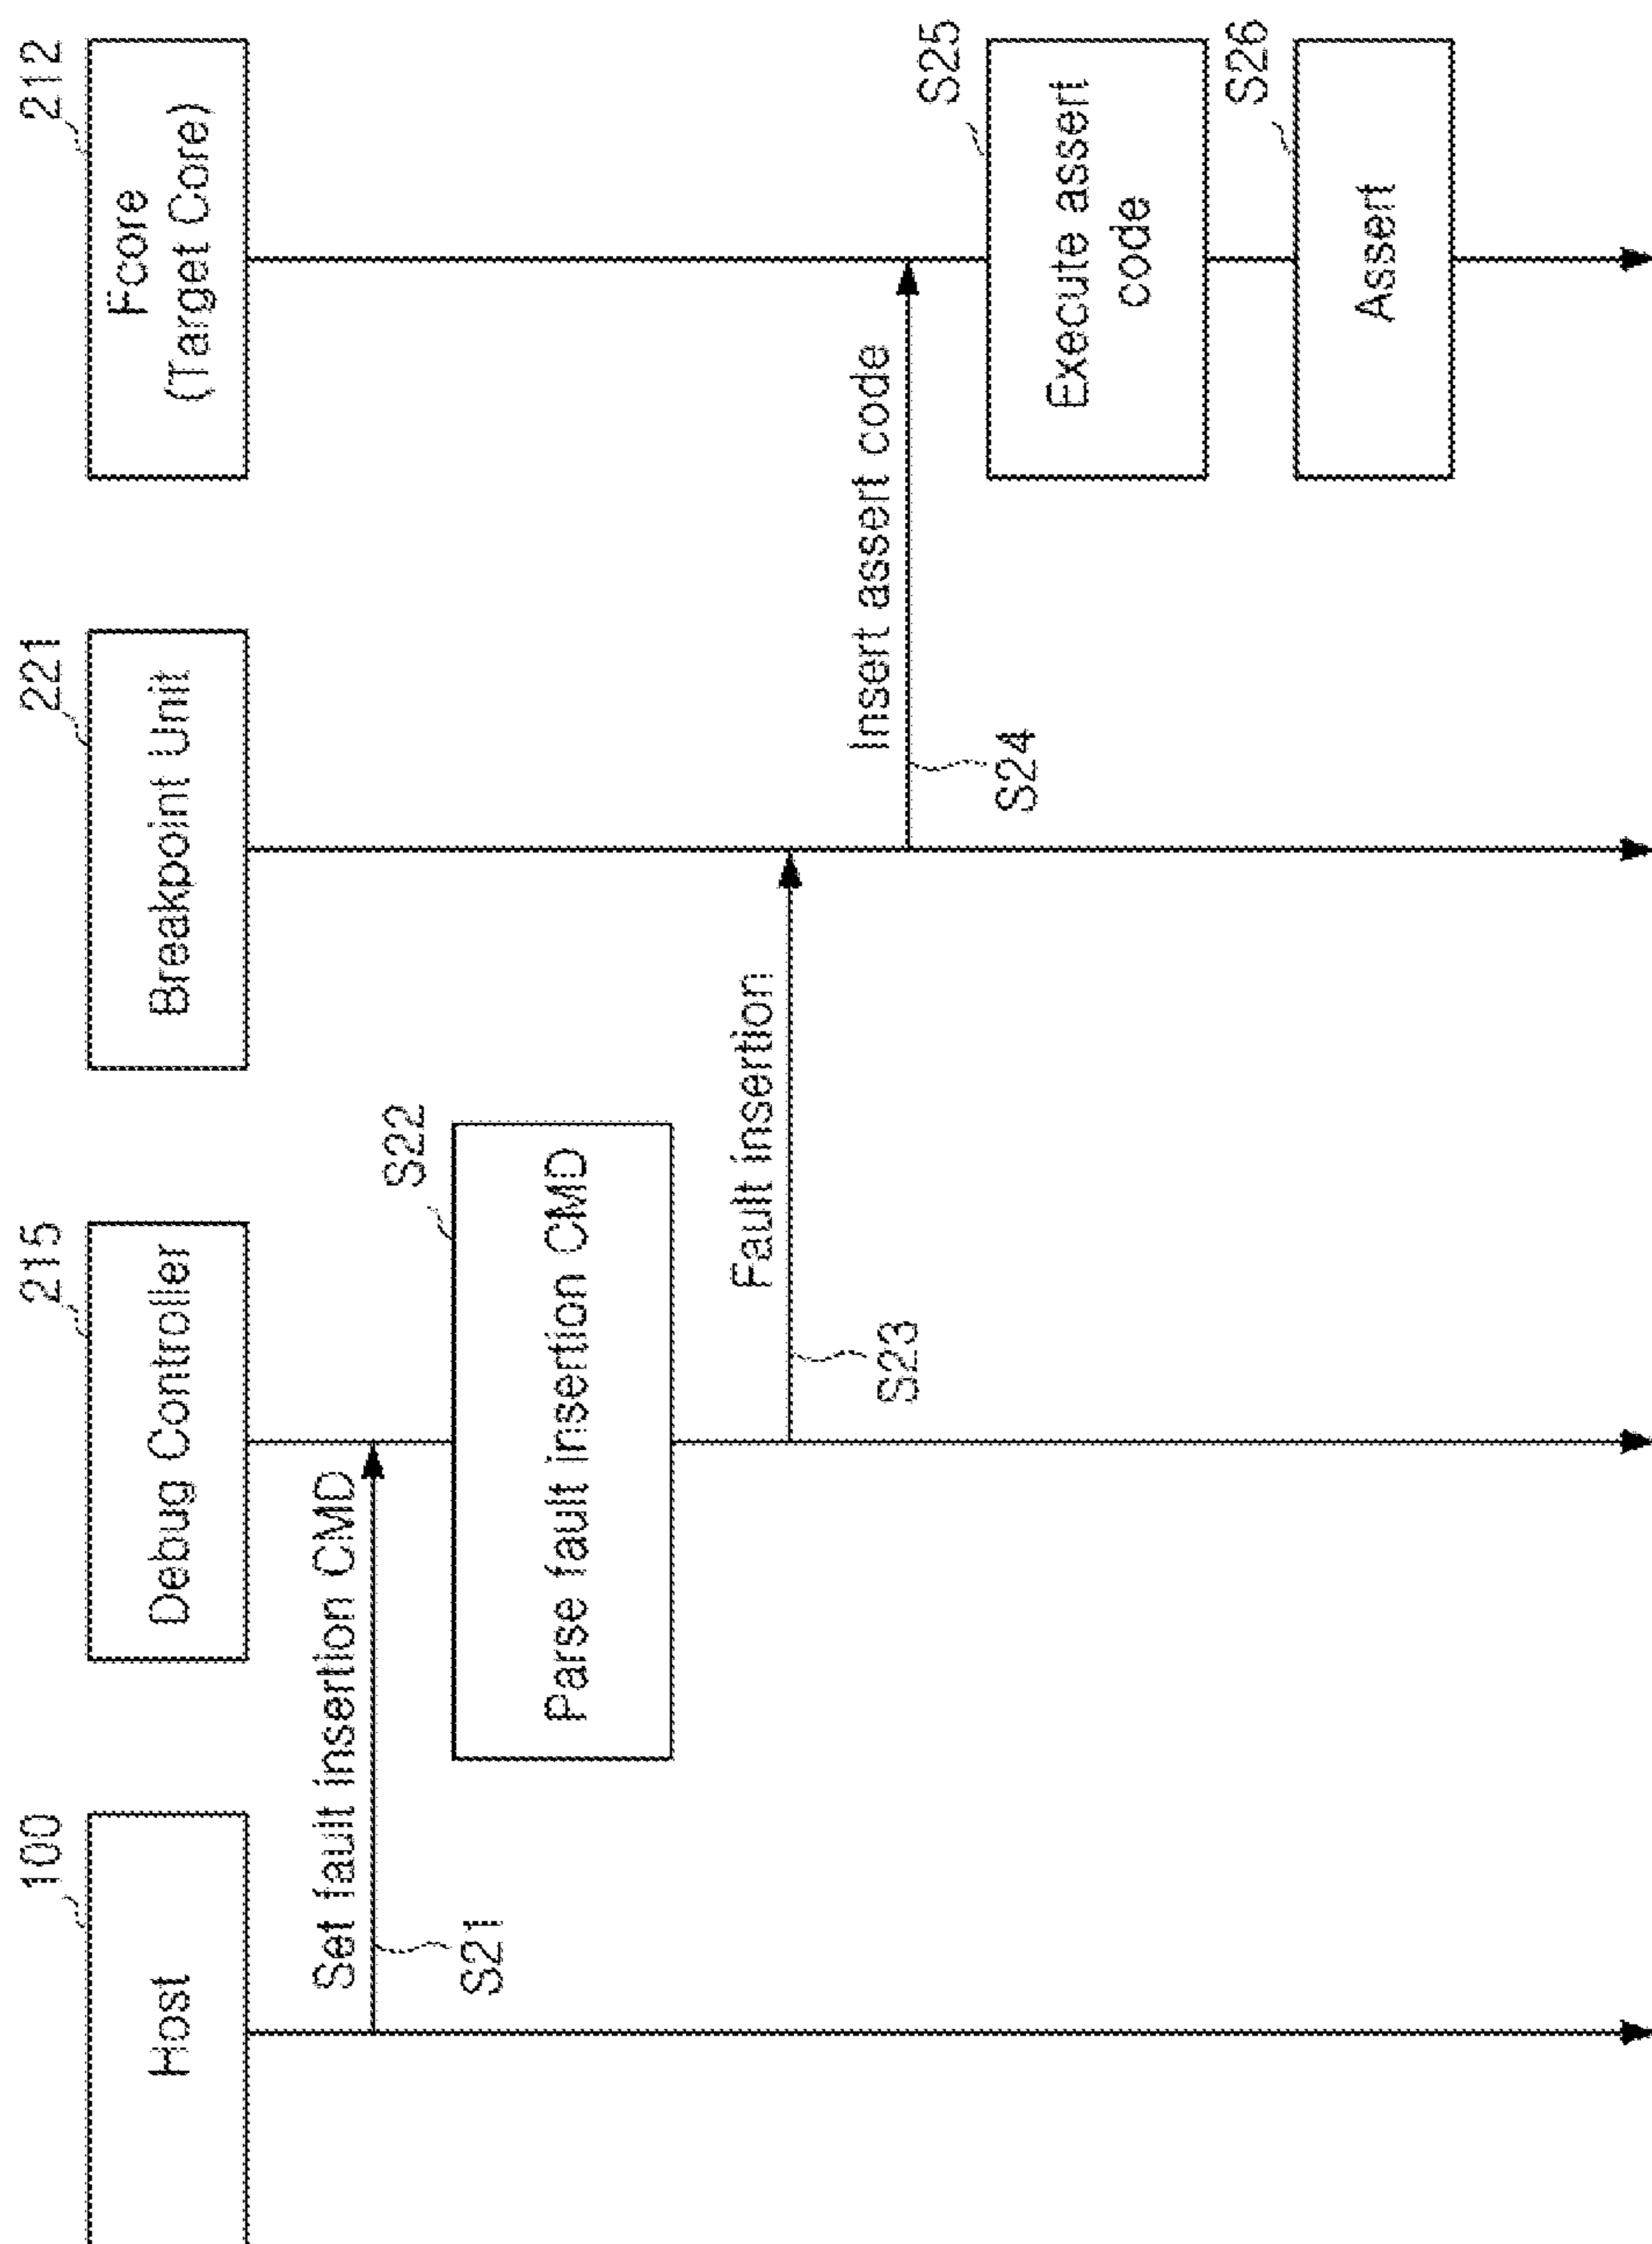 100
215
221
212
Host
Debug Controller
Breakpoint Unit
Fcore
(Target Core)
Set fault insertion CMD
S21
S22
Parse fault insertion CMD
Fault insertion
S23
Insert assert code
S24
S25
Execute assert
code
S26
Assert